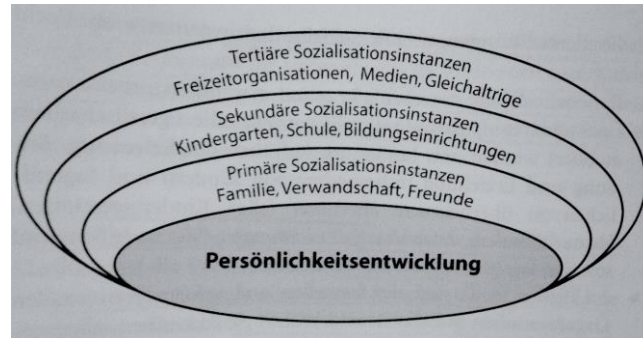 Tertiäre Sozialisationsinstanzen
Freizeitorganisationen, Medien, Gleichaltrige
Sekundäre Sozialisationsinstanzen
Kindergarten, Schule, Bildungseinrichtungen
Primäre Sozialisationsinstanzen
Familie, Verwandschaft, Freunde
Persönlichkeitsentwicklung